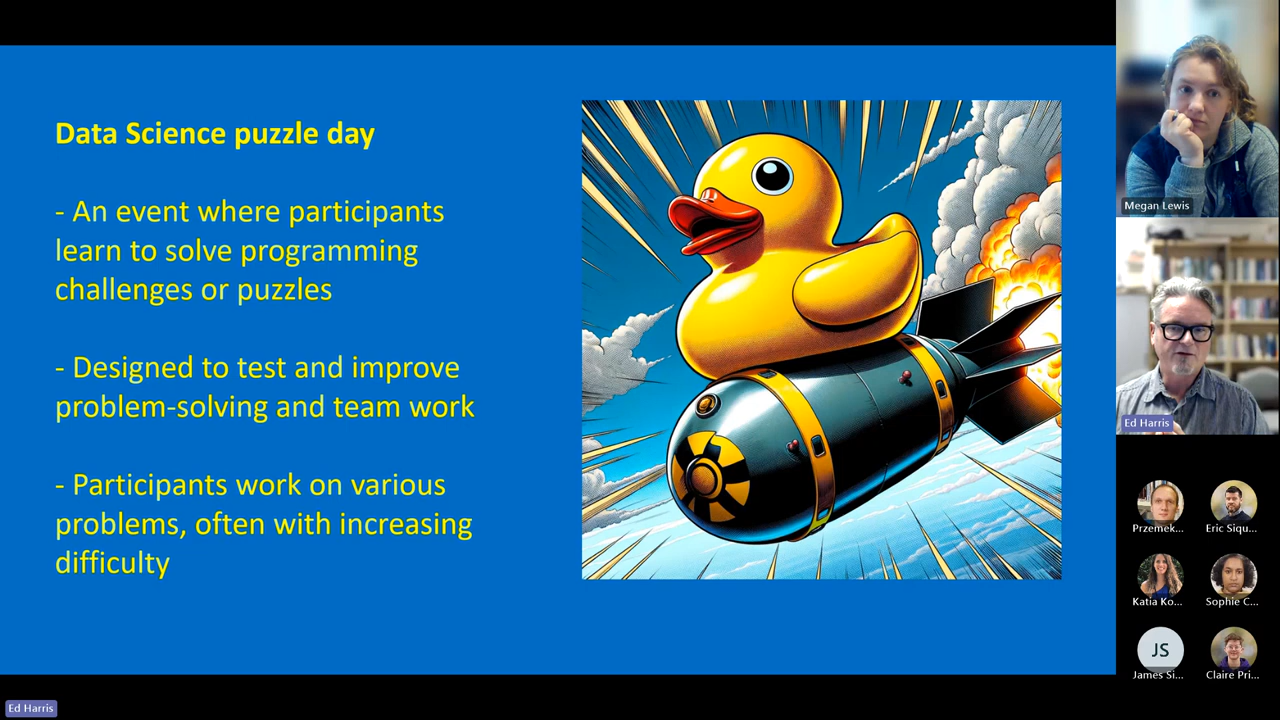 Data Science puzzle day
- An event where participants
learn to solve programming
challenges or puzzles
- Designed to test and improve
problem-solving and team work
- Participants work on various
problems, often with increasing
difficulty
Megan Lewis
Ed Harris
Przemek...
Eric Siqu...
Katia Ko...
Sophie C...
JS
James Si...
Claire Pri...
Ed Harris